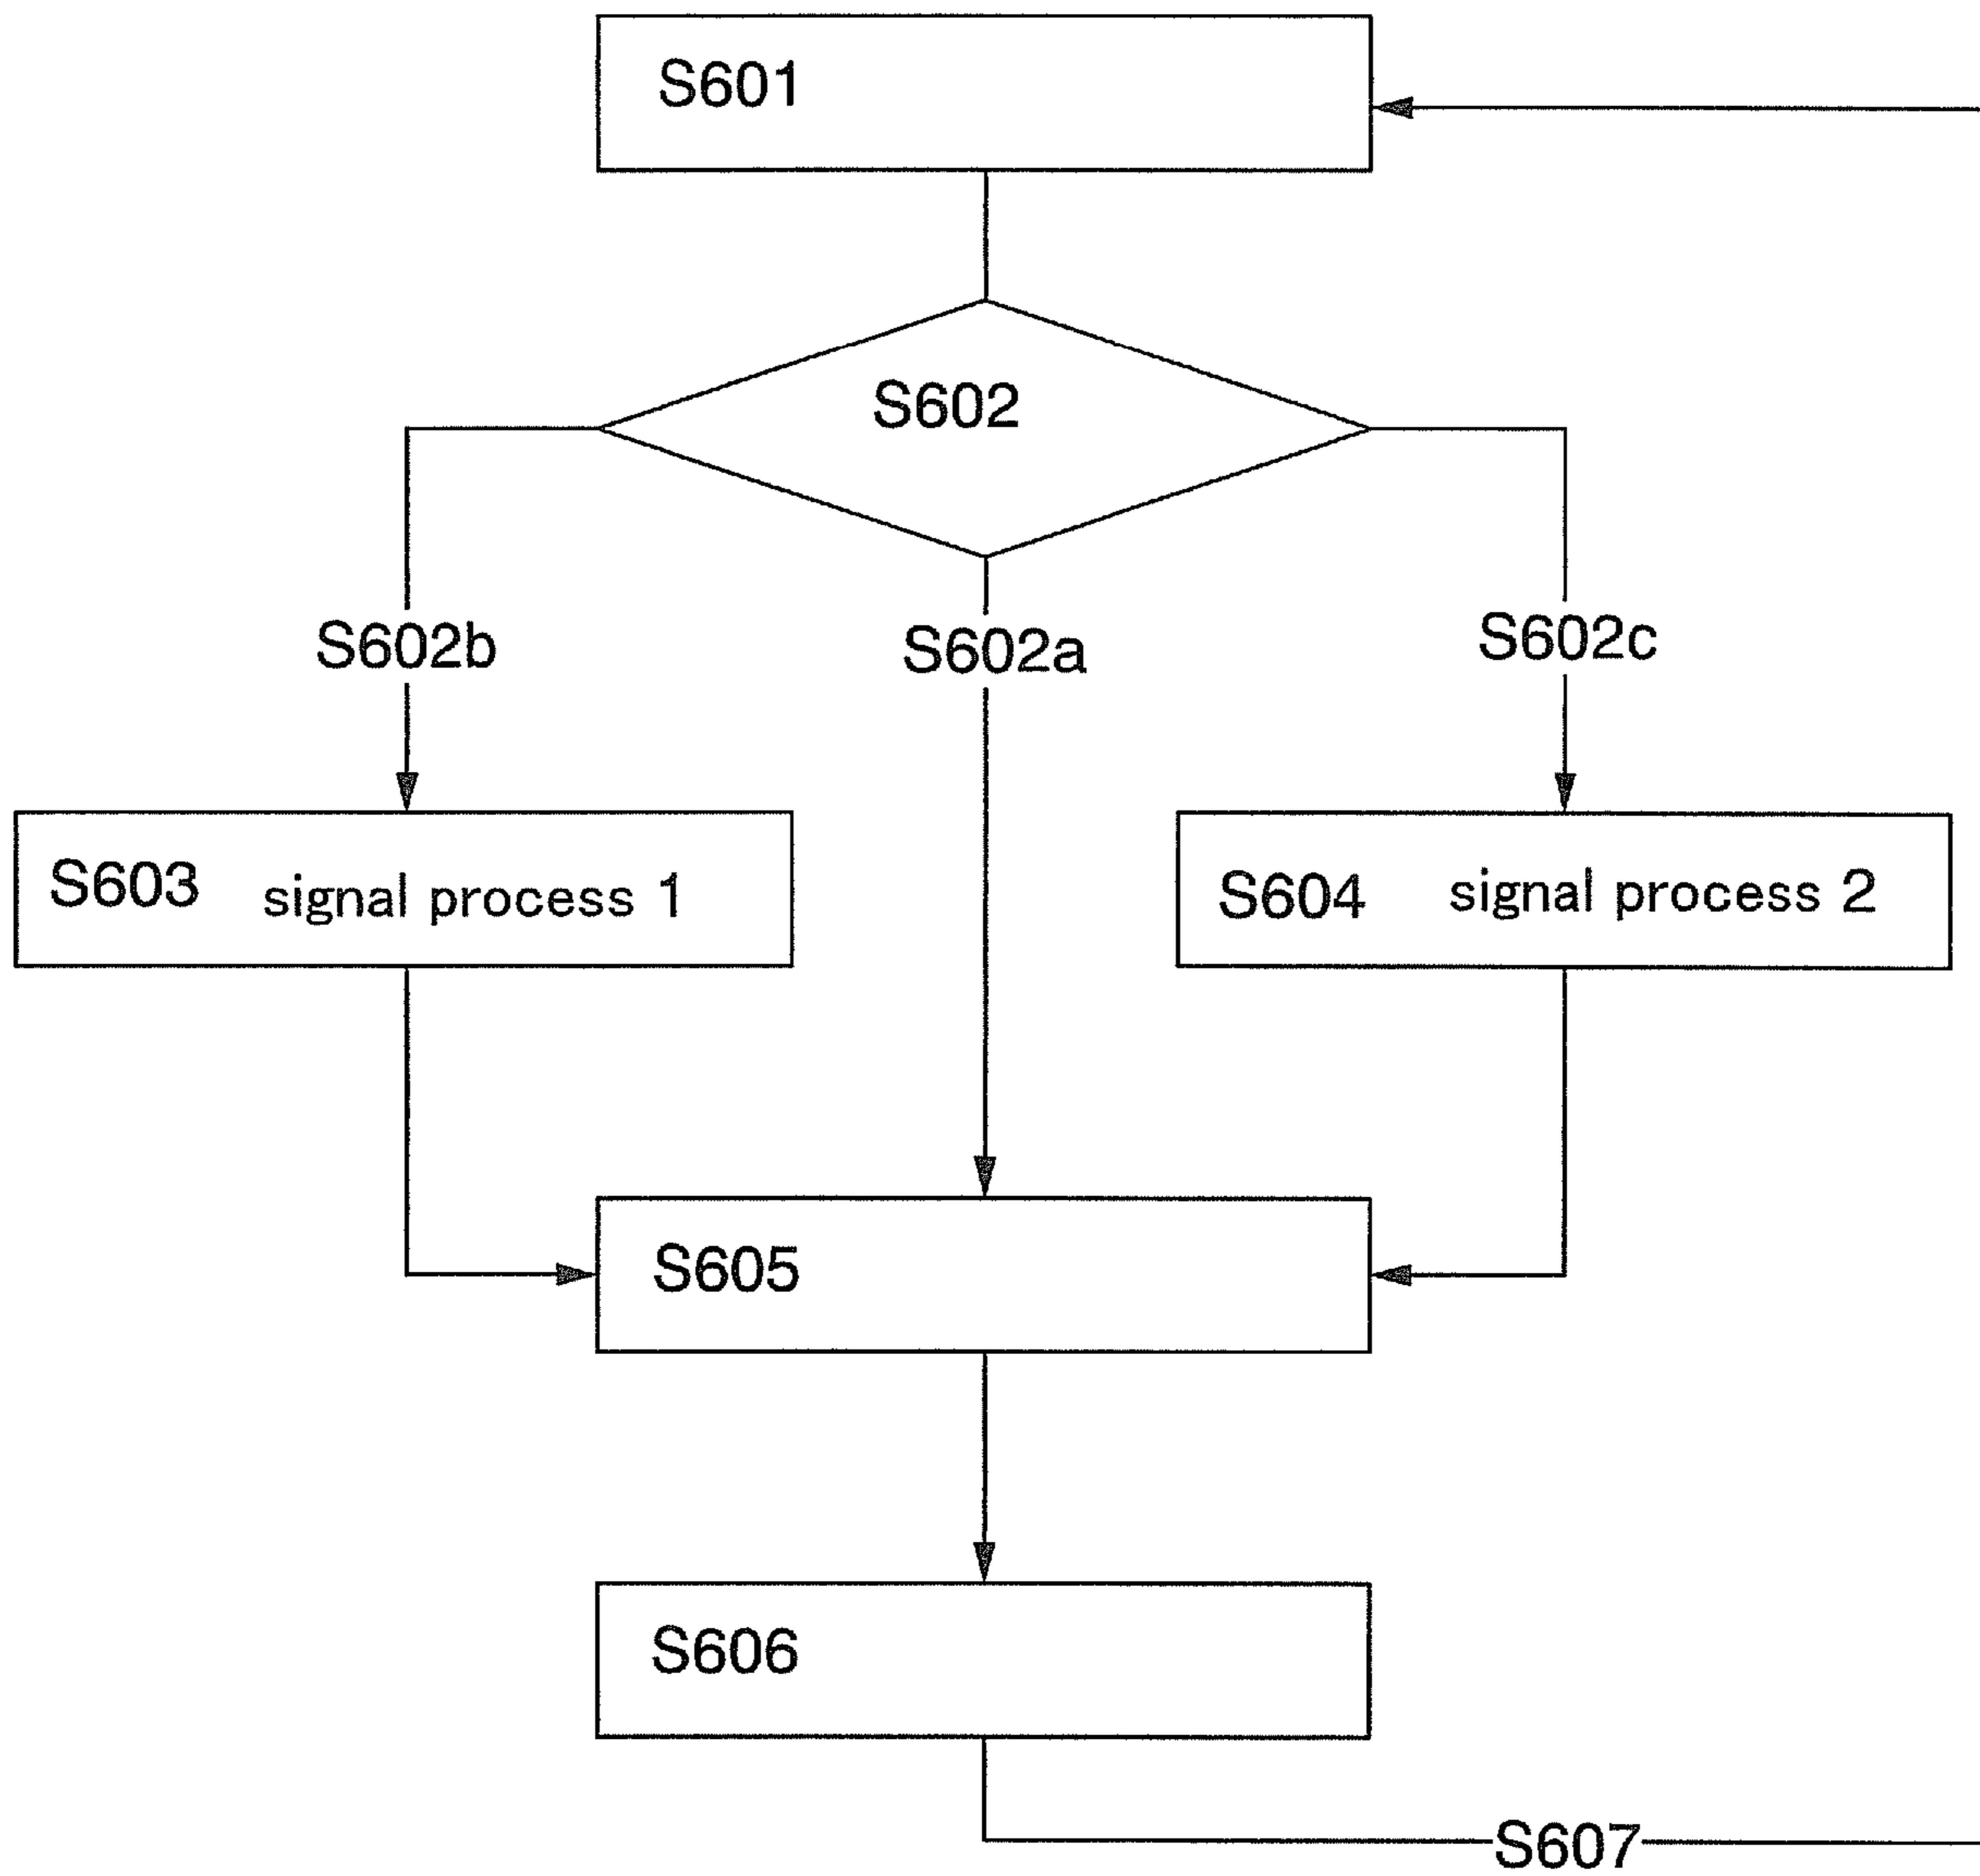 S601
S602
S602b
S602a
S602c
S603 signal process 1
S604 signal process 2
S605
S606
S607